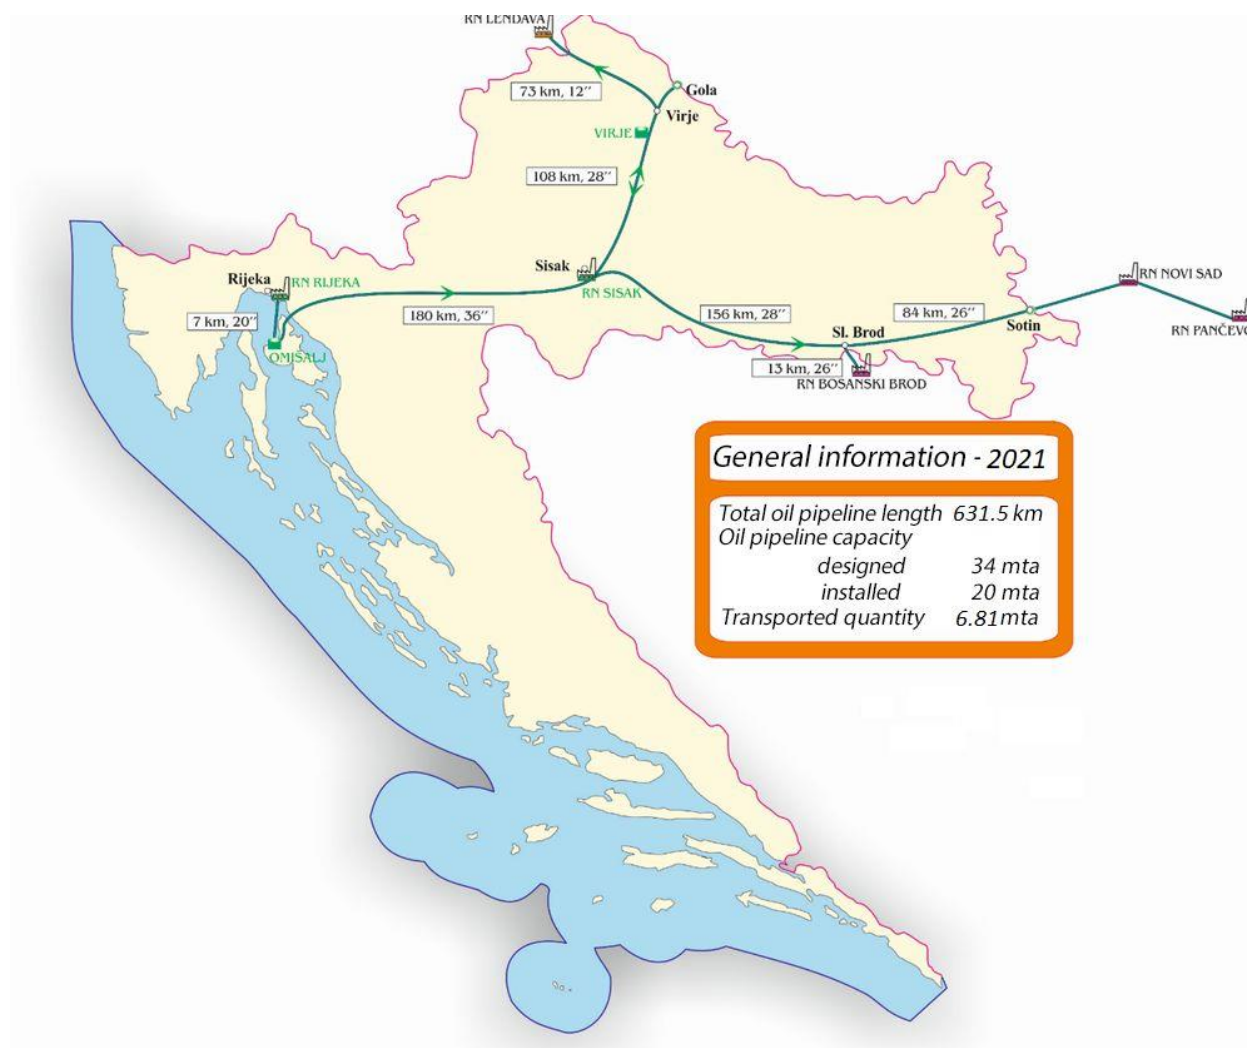 RN LENDAVA
73 km, 12''
Gola
Virje
VIRJE
108 km, 28''
Sisak
RN SISAK
Rijeka
RN RIJEKA
7 km, 20''
180 km, 36''
OMIŠALJ
156 km, 28''
Sl. Brod
84 km, 26''
Sotin
RN NOVI SAD
RN PANČEVO
13 km, 26''
RN BOSANSKI BROD
General information - 2021
Total oil pipeline length 631.5 km
Oil pipeline capacity
designed 34 mta
installed 20 mta
Transported quantity 6.81mta